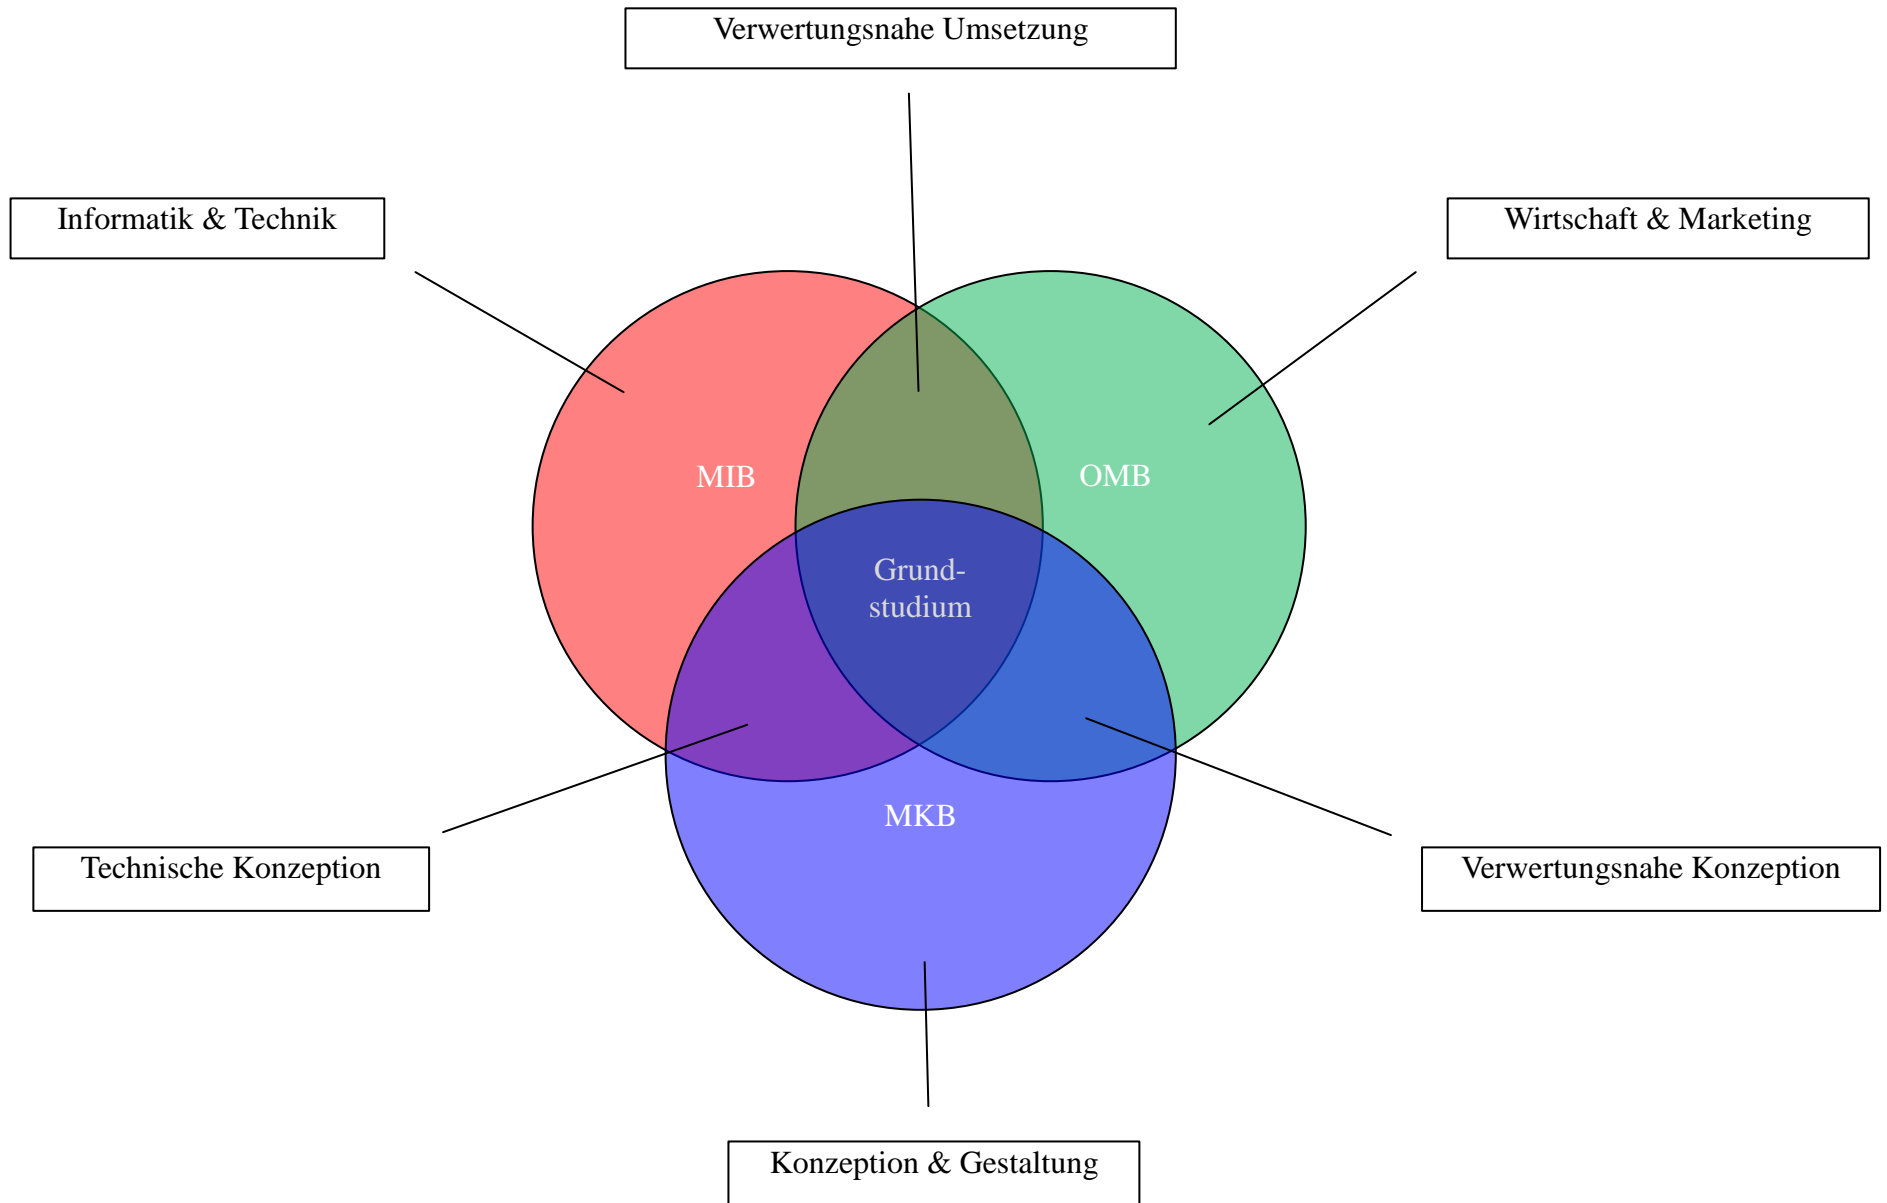 Verwertungsnahe Umsetzung
Informatik & Technik
Wirtschaft & Marketing
MIB
OMB
Grund-
studium
MKB
Technische Konzeption
Verwertungsnahe Konzeption
Konzeption & Gestaltung